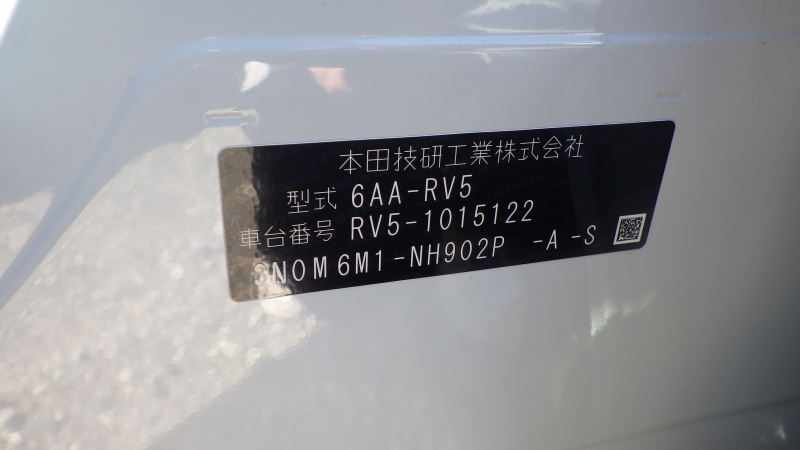 本田技研工業株式会社
型式 6AA-RV5
車台番号 RV5-1015122
3N0M6M1-NH902P -A-S